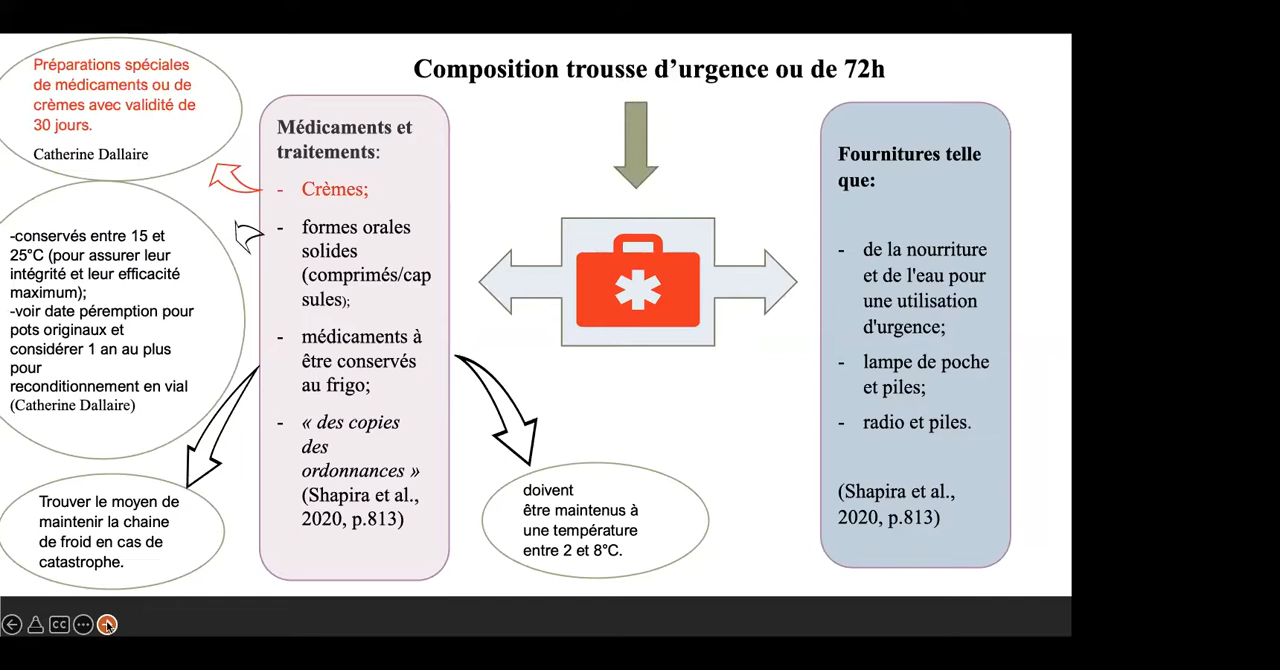 Composition trousse d’urgence ou de 72h
Préparations spéciales
de médicaments ou de
crèmes avec validité de
30 jours.
Catherine Dallaire
-conservés entre 15 et
25°C (pour assurer leur
intégrité et leur efficacité
maximum);
-voir date péremption pour
pots originaux et
considérer 1 an au plus
pour
reconditionnement en vial
(Catherine Dallaire)
Trouver le moyen de
maintenir la chaine
de froid en cas de
catastrophe.
Médicaments et
traitements:
- Crèmes;
- formes orales
solides
(comprimés/cap
sules);
- médicaments à
être conservés
au frigo;
- « des copies
des
ordonnances »
(Shapira et al.,
2020, p.813)
doivent
être maintenus à
une température
entre 2 et 8°C.
Fournitures telle
que:
- de la nourriture
et de l'eau pour
une utilisation
d'urgence;
- lampe de poche
et piles;
- radio et piles.
(Shapira et al.,
2020, p.813)
CC